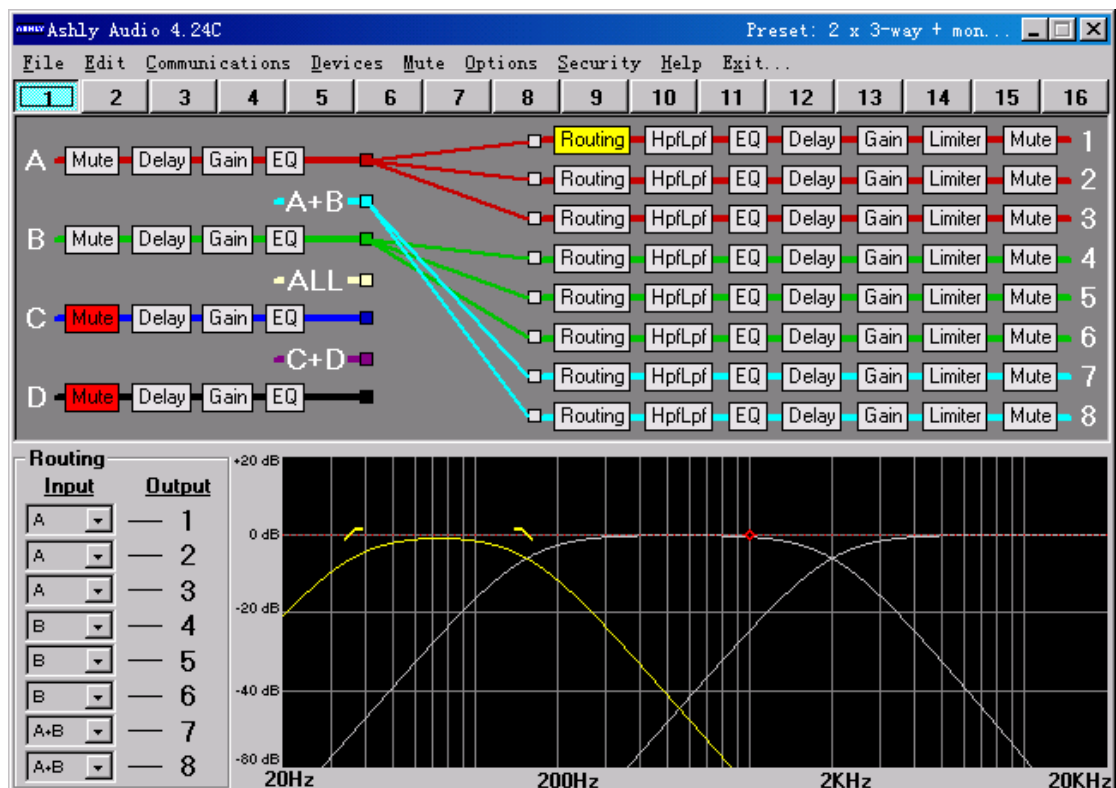 ASHLY Ashly Audio 4.24C Preset: 2 x 3-way + mon...
File Edit Communications Devices Mute Options Security Help Exit...
1 2 3 4 5 6 7 8 9 10 11 12 13 14 15 16
A Mute Delay Gain EQ
A+B
B Mute Delay Gain EQ
ALL
C Mute Delay Gain EQ
C+D
D Mute Delay Gain EQ
Routing HpfLpf EQ Delay Gain Limiter Mute 1
Routing HpfLpf EQ Delay Gain Limiter Mute 2
Routing HpfLpf EQ Delay Gain Limiter Mute 3
Routing HpfLpf EQ Delay Gain Limiter Mute 4
Routing HpfLpf EQ Delay Gain Limiter Mute 5
Routing HpfLpf EQ Delay Gain Limiter Mute 6
Routing HpfLpf EQ Delay Gain Limiter Mute 7
Routing HpfLpf EQ Delay Gain Limiter Mute 8
Routing
Input Output
A 1
A 2
A 3
B 4
B 5
B 6
A+B 7
A+B 8
+20 dB
0 dB
-20 dB
-40 dB
-80 dB
20Hz 200Hz 2KHz 20KHz